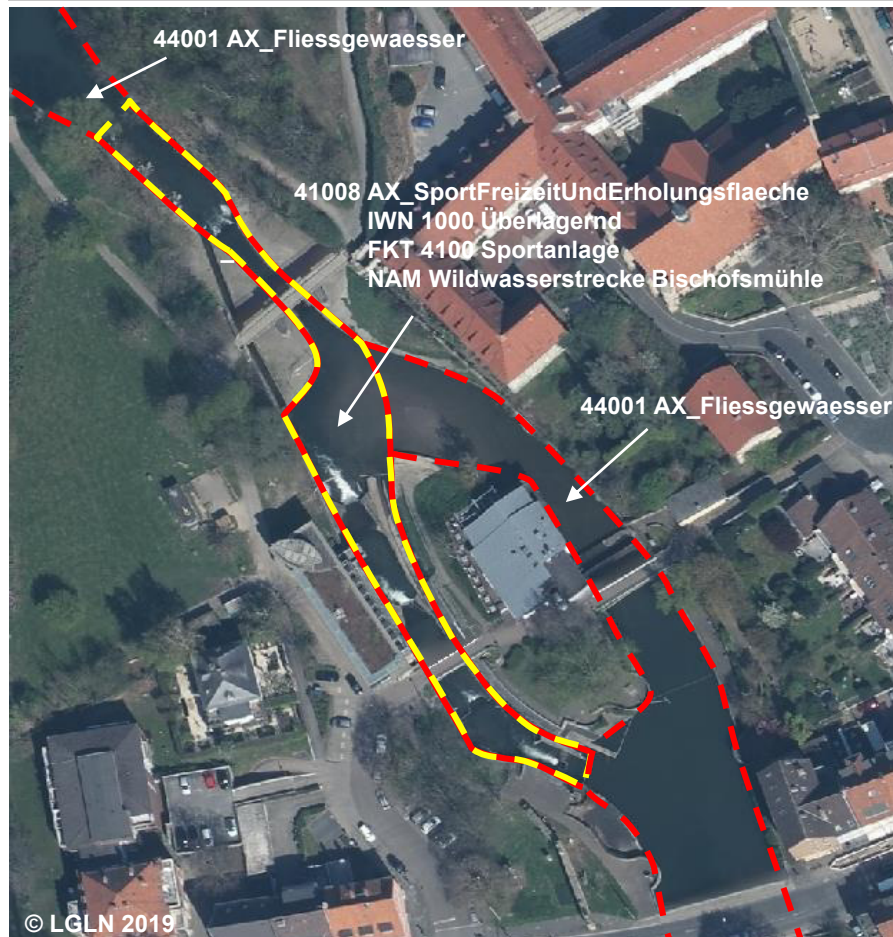 44001 AX_Fliessgewaesser
41008 AX_SportFreizeitUndErholungsflaeche
IWN 1000 Überlagernd
FKT 4100 Sportanlage
NAM Wildwasserstrecke Bischofsmühle
44001 AX_Fliessgewaesser
© LGLN 2019